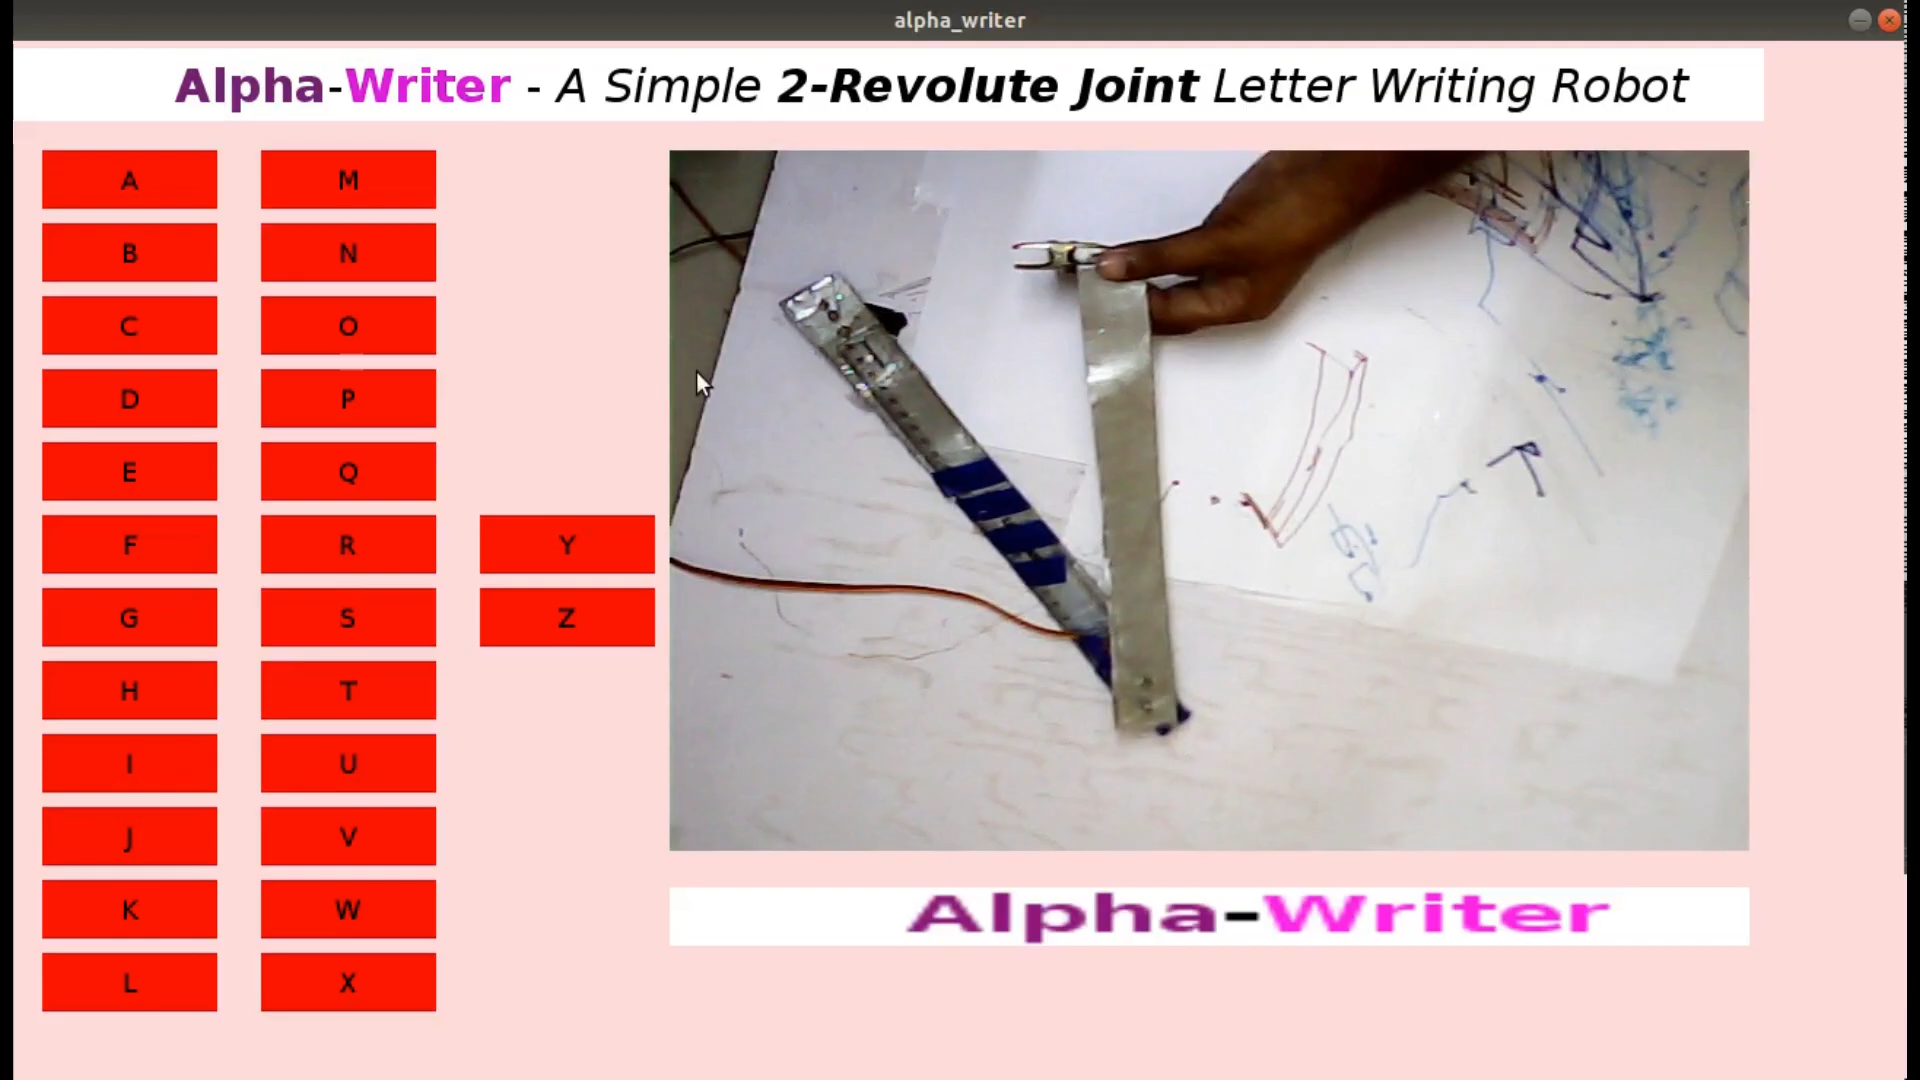 alpha_writer
Alpha-Writer - A Simple 2-Revolute Joint Letter Writing Robot
A
B
C
D
E
F
G
H
I
J
K
L
M
N
O
P
Q
R
S
T
U
V
W
X
Y
Z
Alpha-Writer